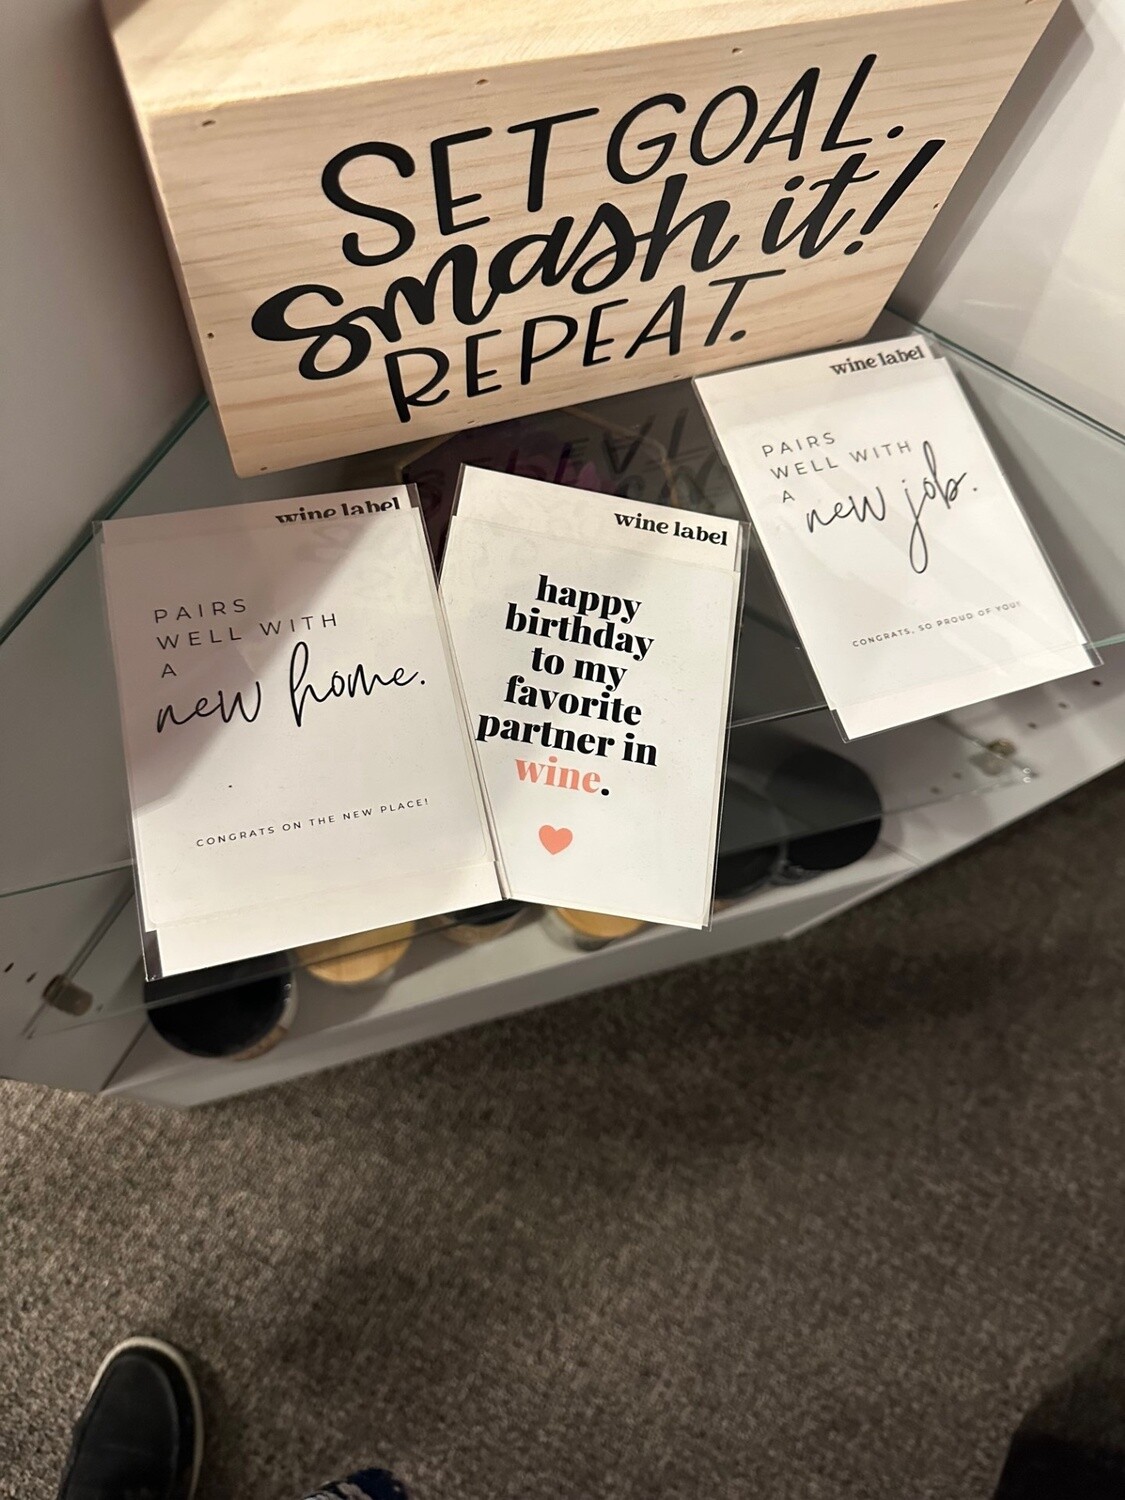 SET GOAL.
smash it!
REPEAT.
wine label
PAIRS
WELL WITH
A new job.
CONGRATS, SO PROUD OF YOU!
wine label
PAIRS
WELL WITH
A
new home.
CONGRATS ON THE NEW PLACE!
wine label
happy
birthday
to my
favorite
partner in
wine.